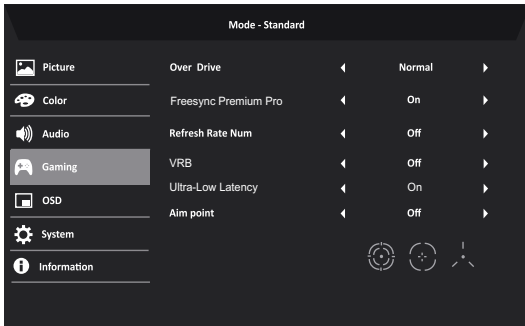 Mode - Standard
Picture
Over Drive Normal
Color
Freesync Premium Pro On
Audio
Refresh Rate Num Off
Gaming
VRB Off
Ultra-Low Latency On
OSD
Aim point Off
System
Information